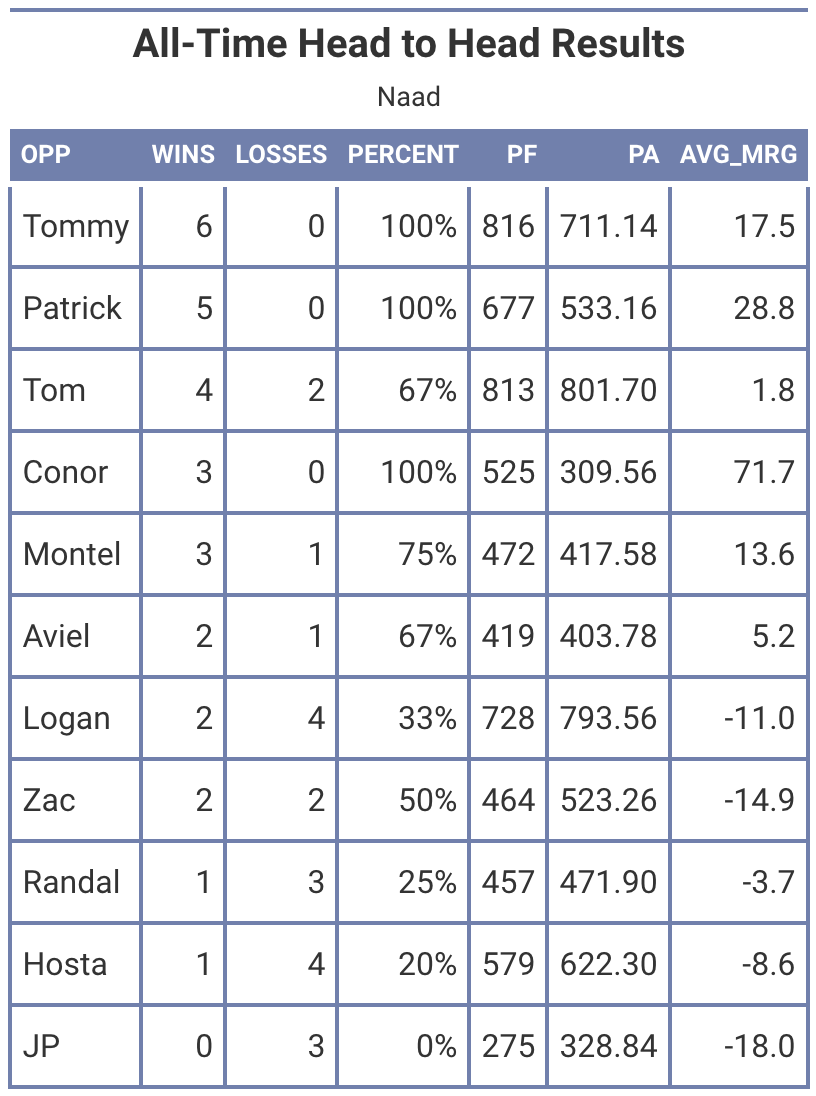 All-Time Head to Head Results
Naad
OPP WINS LOSSES PERCENT PF PA AVG_MRG
Tommy 6 0 100% 816 711.14 17.5
Patrick 5 0 100% 677 533.16 28.8
Tom 4 2 67% 813 801.70 1.8
Conor 3 0 100% 525 309.56 71.7
Montel 3 1 75% 472 417.58 13.6
Aviel 2 1 67% 419 403.78 5.2
Logan 2 4 33% 728 793.56 -11.0
Zac 2 2 50% 464 523.26 -14.9
Randal 1 3 25% 457 471.90 -3.7
Hosta 1 4 20% 579 622.30 -8.6
JP 0 3 0% 275 328.84 -18.0